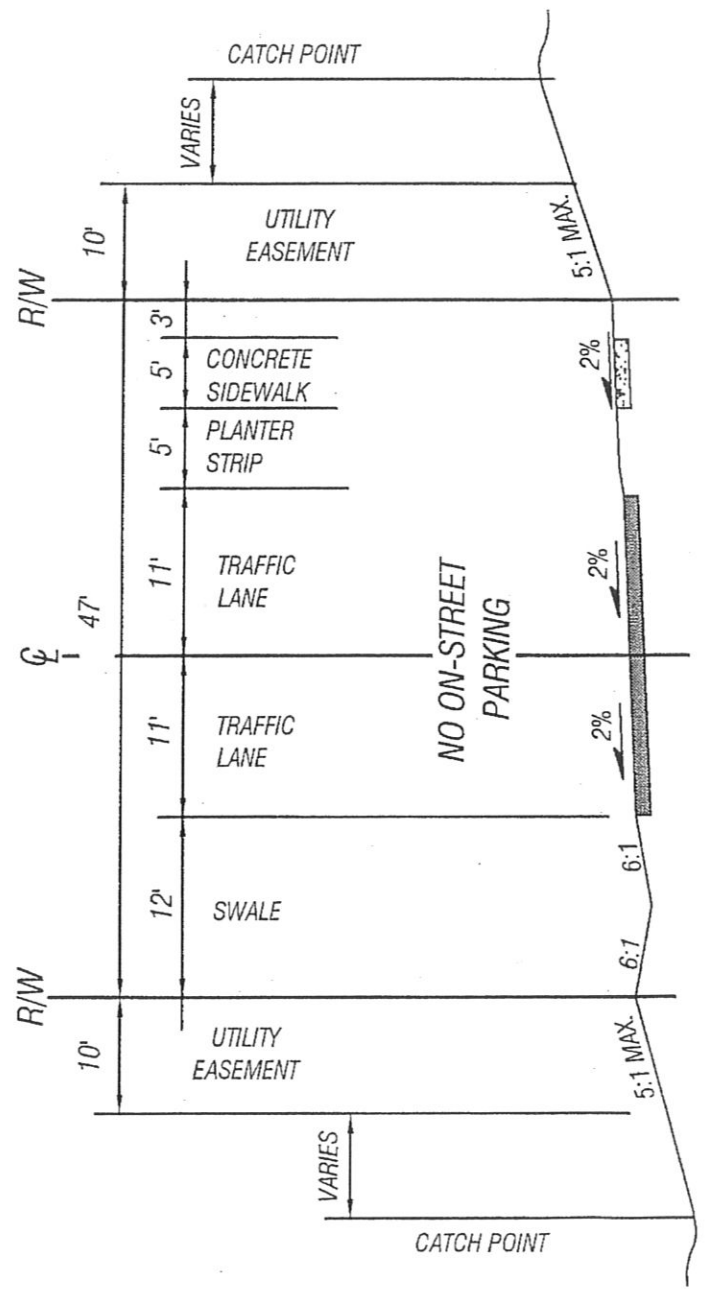 CATCH POINT
VARIES
10'
UTILITY
EASEMENT
5:1 MAX.
R/W
3'
5'
CONCRETE
SIDEWALK
2%
5'
PLANTER
STRIP
11'
TRAFFIC
LANE
2%
47'
℄
NO ON-STREET
PARKING
11'
TRAFFIC
LANE
2%
12'
SWALE
6:1
6:1
R/W
10'
UTILITY
EASEMENT
5:1 MAX.
VARIES
CATCH POINT